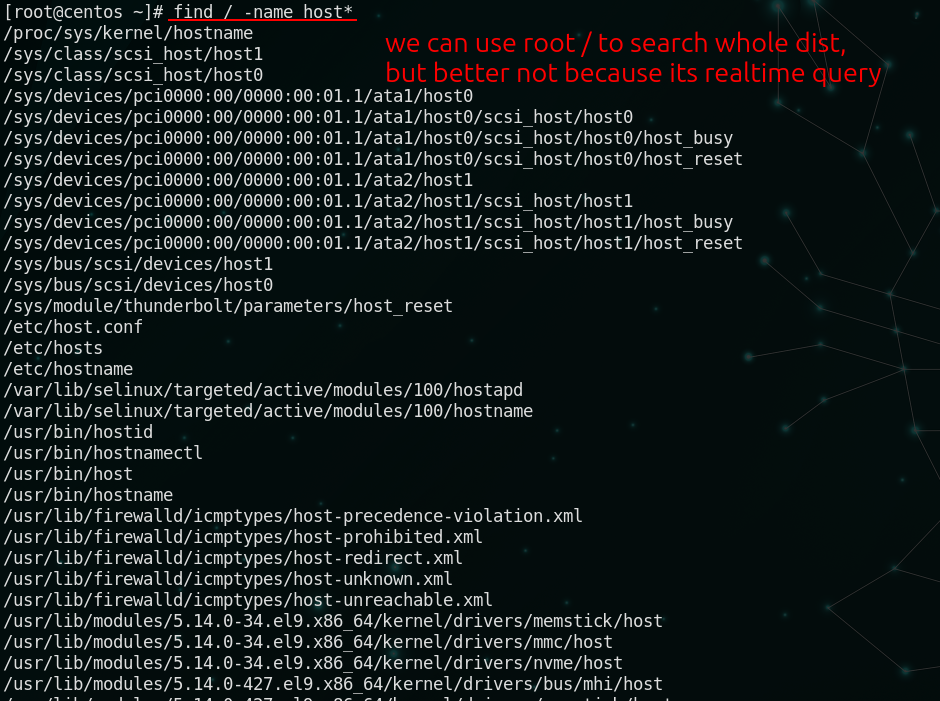 [root@centos ~]# find / -name host*
/proc/sys/kernel/hostname
/sys/class/scsi_host/host1
/sys/class/scsi_host/host0
we can use root / to search whole dist,
but better not because its realtime query
/sys/devices/pci0000:00/0000:00:01.1/ata1/host0
/sys/devices/pci0000:00/0000:00:01.1/ata1/host0/scsi_host/host0
/sys/devices/pci0000:00/0000:00:01.1/ata1/host0/scsi_host/host0/host_busy
/sys/devices/pci0000:00/0000:00:01.1/ata1/host0/scsi_host/host0/host_reset
/sys/devices/pci0000:00/0000:00:01.1/ata2/host1
/sys/devices/pci0000:00/0000:00:01.1/ata2/host1/scsi_host/host1
/sys/devices/pci0000:00/0000:00:01.1/ata2/host1/scsi_host/host1/host_busy
/sys/devices/pci0000:00/0000:00:01.1/ata2/host1/scsi_host/host1/host_reset
/sys/bus/scsi/devices/host1
/sys/bus/scsi/devices/host0
/sys/module/thunderbolt/parameters/host_reset
/etc/host.conf
/etc/hosts
/etc/hostname
/var/lib/selinux/targeted/active/modules/100/hostapd
/var/lib/selinux/targeted/active/modules/100/hostname
/usr/bin/hostid
/usr/bin/hostnamectl
/usr/bin/host
/usr/bin/hostname
/usr/lib/firewalld/icmptypes/host-precedence-violation.xml
/usr/lib/firewalld/icmptypes/host-prohibited.xml
/usr/lib/firewalld/icmptypes/host-redirect.xml
/usr/lib/firewalld/icmptypes/host-unknown.xml
/usr/lib/firewalld/icmptypes/host-unreachable.xml
/usr/lib/modules/5.14.0-34.el9.x86_64/kernel/drivers/memstick/host
/usr/lib/modules/5.14.0-34.el9.x86_64/kernel/drivers/mmc/host
/usr/lib/modules/5.14.0-34.el9.x86_64/kernel/drivers/nvme/host
/usr/lib/modules/5.14.0-427.el9.x86_64/kernel/drivers/bus/mhi/host